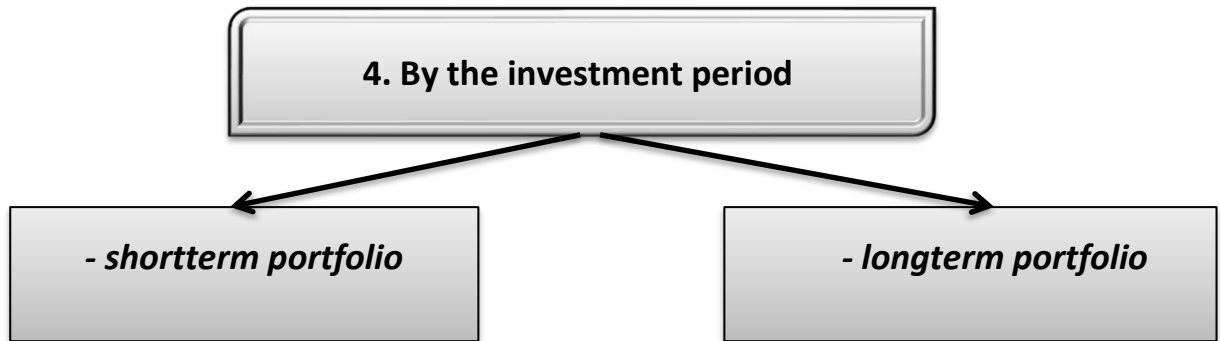 4. By the investment period
- shortterm portfolio
- longterm portfolio